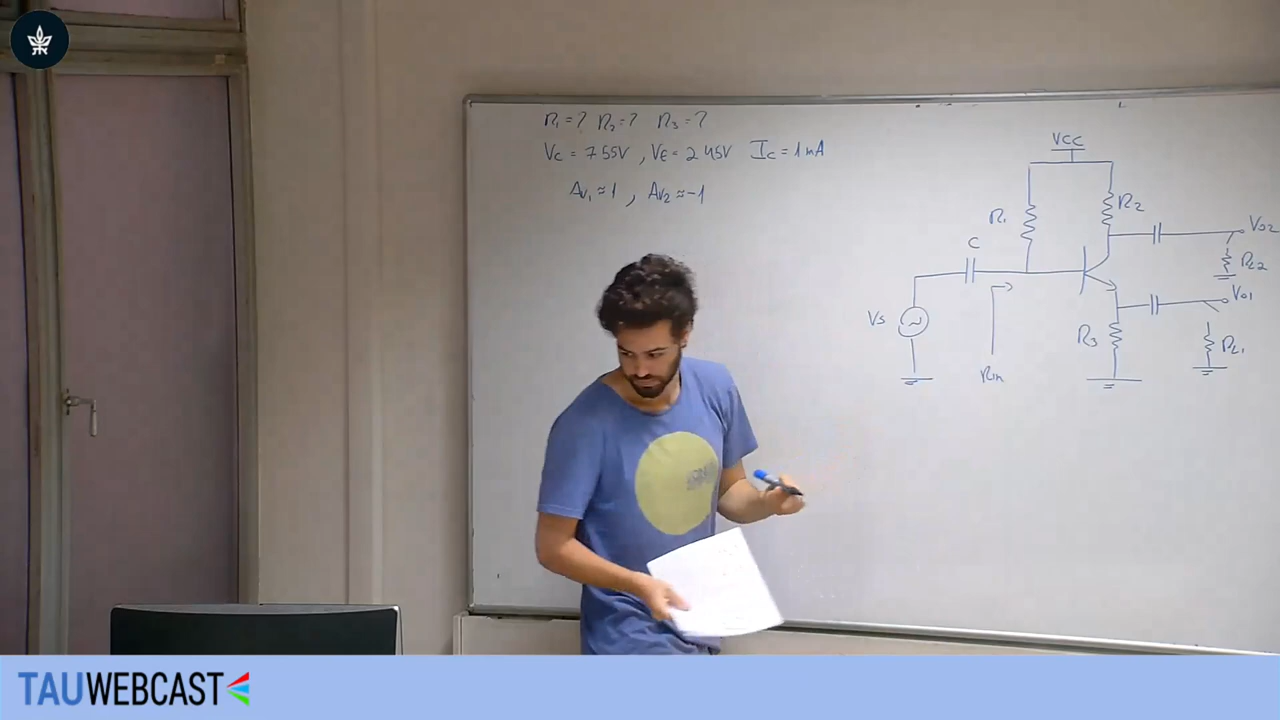 R₁=? R₂=? R₃=?
Vc = 7.55V , VE = 2.45V Ic = 1mA
Av₁ ≈ 1 , Av₂ ≈ -1
VCC
R₁
R₂
C
Vo2
RL2
Vo1
Vs
R₃
RL1
Rin
TAUWEBCAST